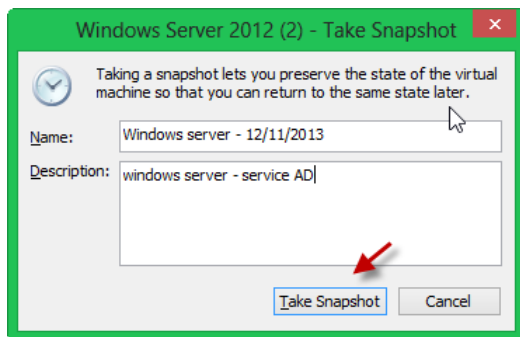 Windows Server 2012 (2) - Take Snapshot
Taking a snapshot lets you preserve the state of the virtual
machine so that you can return to the same state later.
Name: Windows server - 12/11/2013
Description: windows server - service AD
Take Snapshot Cancel